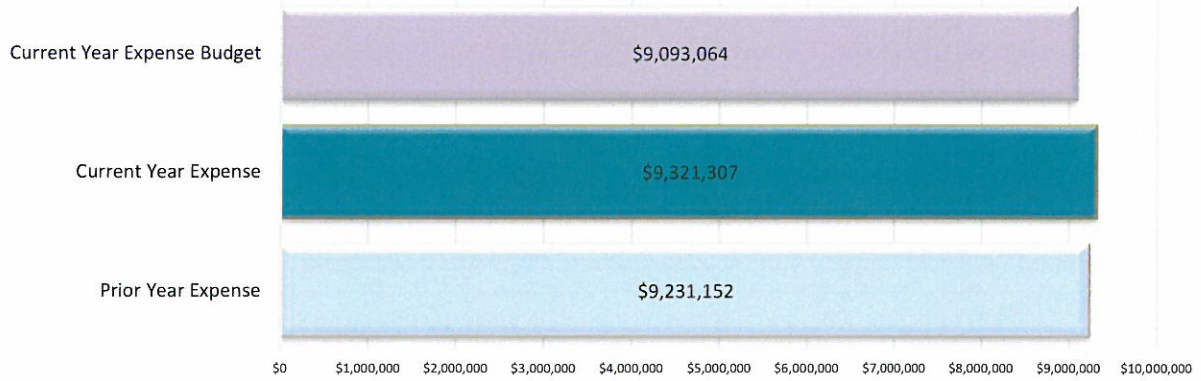 Current Year Expense Budget
$9,093,064
Current Year Expense
$9,321,307
Prior Year Expense
$9,231,152
$0 $1,000,000 $2,000,000 $3,000,000 $4,000,000 $5,000,000 $6,000,000 $7,000,000 $8,000,000 $9,000,000 $10,000,000